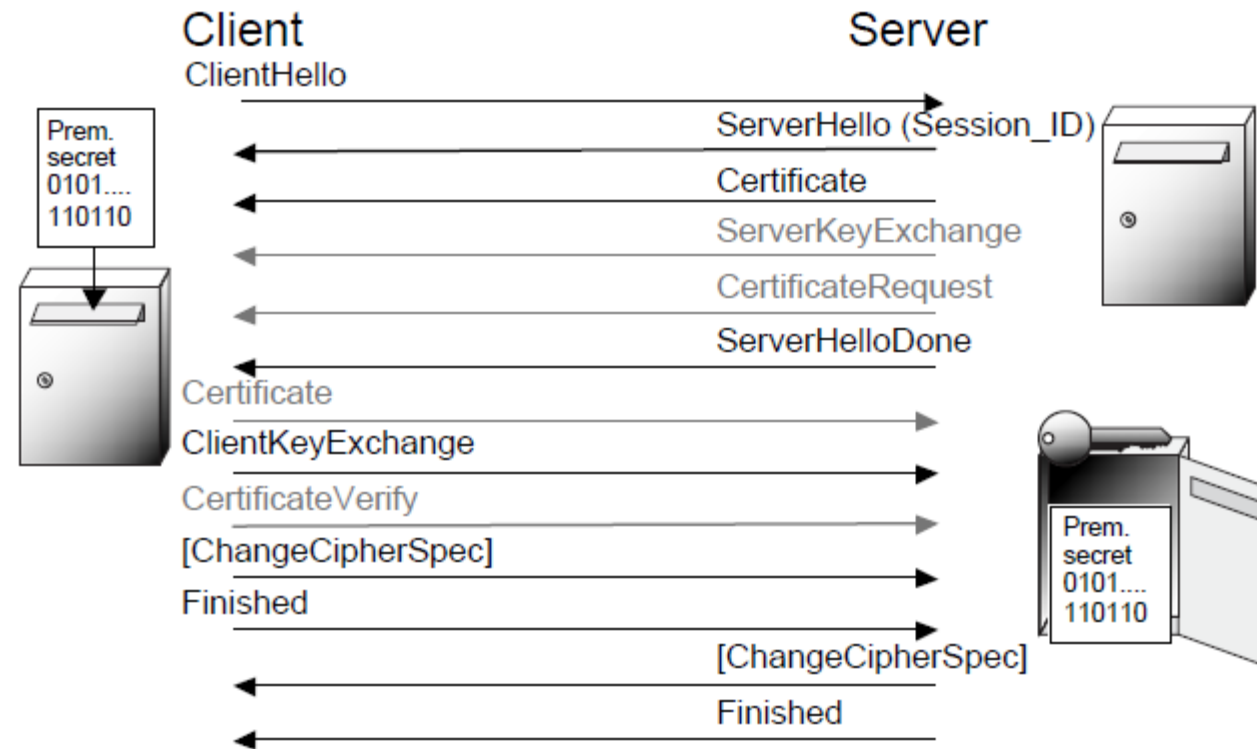 Client
Server
ClientHello
Prem.
secret
0101....
110110
ServerHello (Session_ID)
Certificate
ServerKeyExchange
CertificateRequest
ServerHelloDone
Certificate
ClientKeyExchange
CertificateVerify
[ChangeCipherSpec]
Finished
Prem.
secret
0101....
110110
[ChangeCipherSpec]
Finished